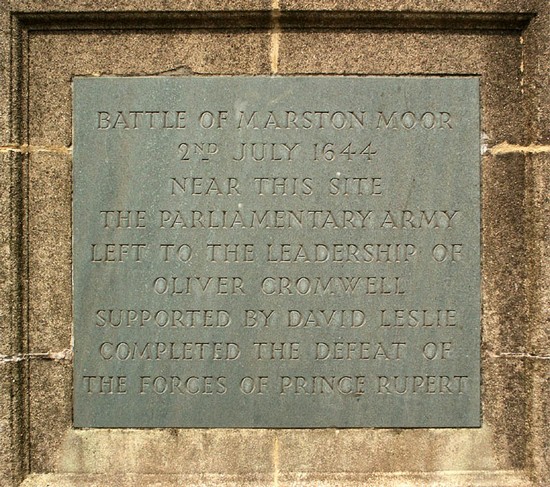 BATTLE OF MARSTON MOOR
2ND JULY 1644
NEAR THIS SITE
THE PARLIAMENTARY ARMY
LEFT TO THE LEADERSHIP OF
OLIVER CROMWELL
SUPPORTED BY DAVID LESLIE
COMPLETED THE DEFEAT OF
THE FORCES OF PRINCE RUPERT